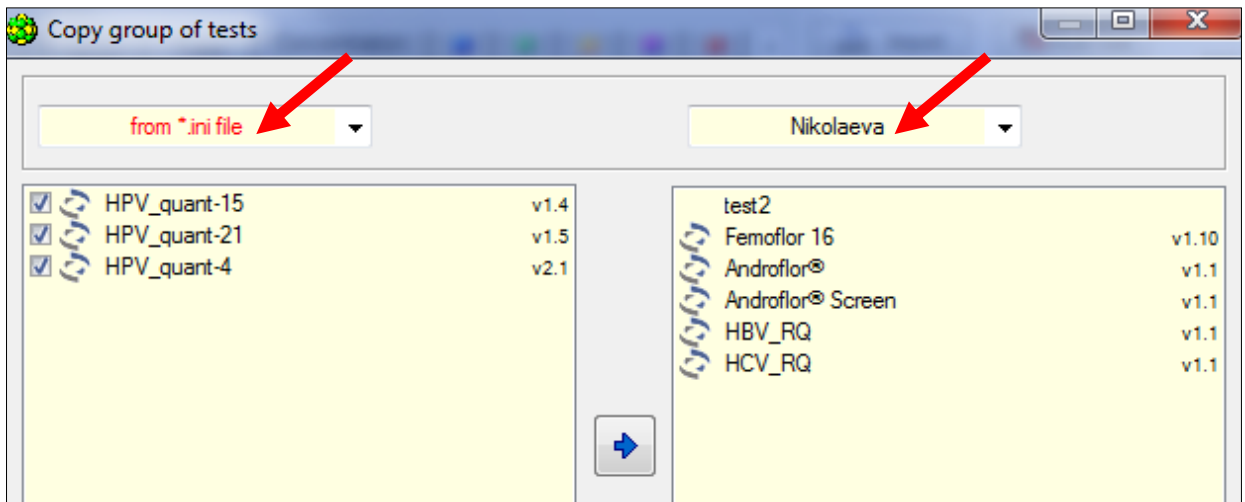 Copy group of tests
from *.ini file
Nikolaeva
HPV_quant-15 v1.4
HPV_quant-21 v1.5
HPV_quant-4 v2.1
test2
Femoflor 16 v1.10
Androflor® v1.1
Androflor® Screen v1.1
HBV_RQ v1.1
HCV_RQ v1.1